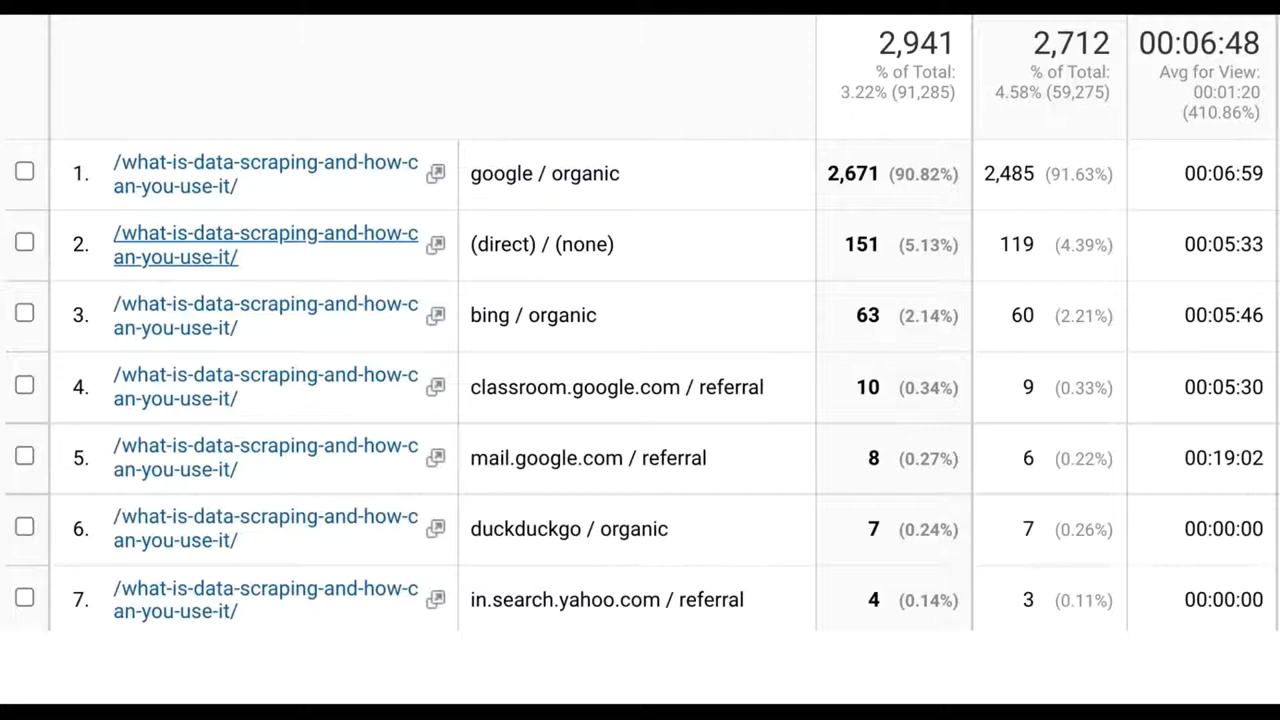 2,941 2,712 00:06:48
% of Total: % of Total: Avg for View:
3.22% (91,285) 4.58% (59,275) 00:01:20
(410.86%)
1. /what-is-data-scraping-and-how-c google / organic 2,671 (90.82%) 2,485 (91.63%) 00:06:59
an-you-use-it/
2. /what-is-data-scraping-and-how-c (direct) / (none) 151 (5.13%) 119 (4.39%) 00:05:33
an-you-use-it/
3. /what-is-data-scraping-and-how-c bing / organic 63 (2.14%) 60 (2.21%) 00:05:46
an-you-use-it/
4. /what-is-data-scraping-and-how-c classroom.google.com / referral 10 (0.34%) 9 (0.33%) 00:05:30
an-you-use-it/
5. /what-is-data-scraping-and-how-c mail.google.com / referral 8 (0.27%) 6 (0.22%) 00:19:02
an-you-use-it/
6. /what-is-data-scraping-and-how-c duckduckgo / organic 7 (0.24%) 7 (0.26%) 00:00:00
an-you-use-it/
7. /what-is-data-scraping-and-how-c in.search.yahoo.com / referral 4 (0.14%) 3 (0.11%) 00:00:00
an-you-use-it/